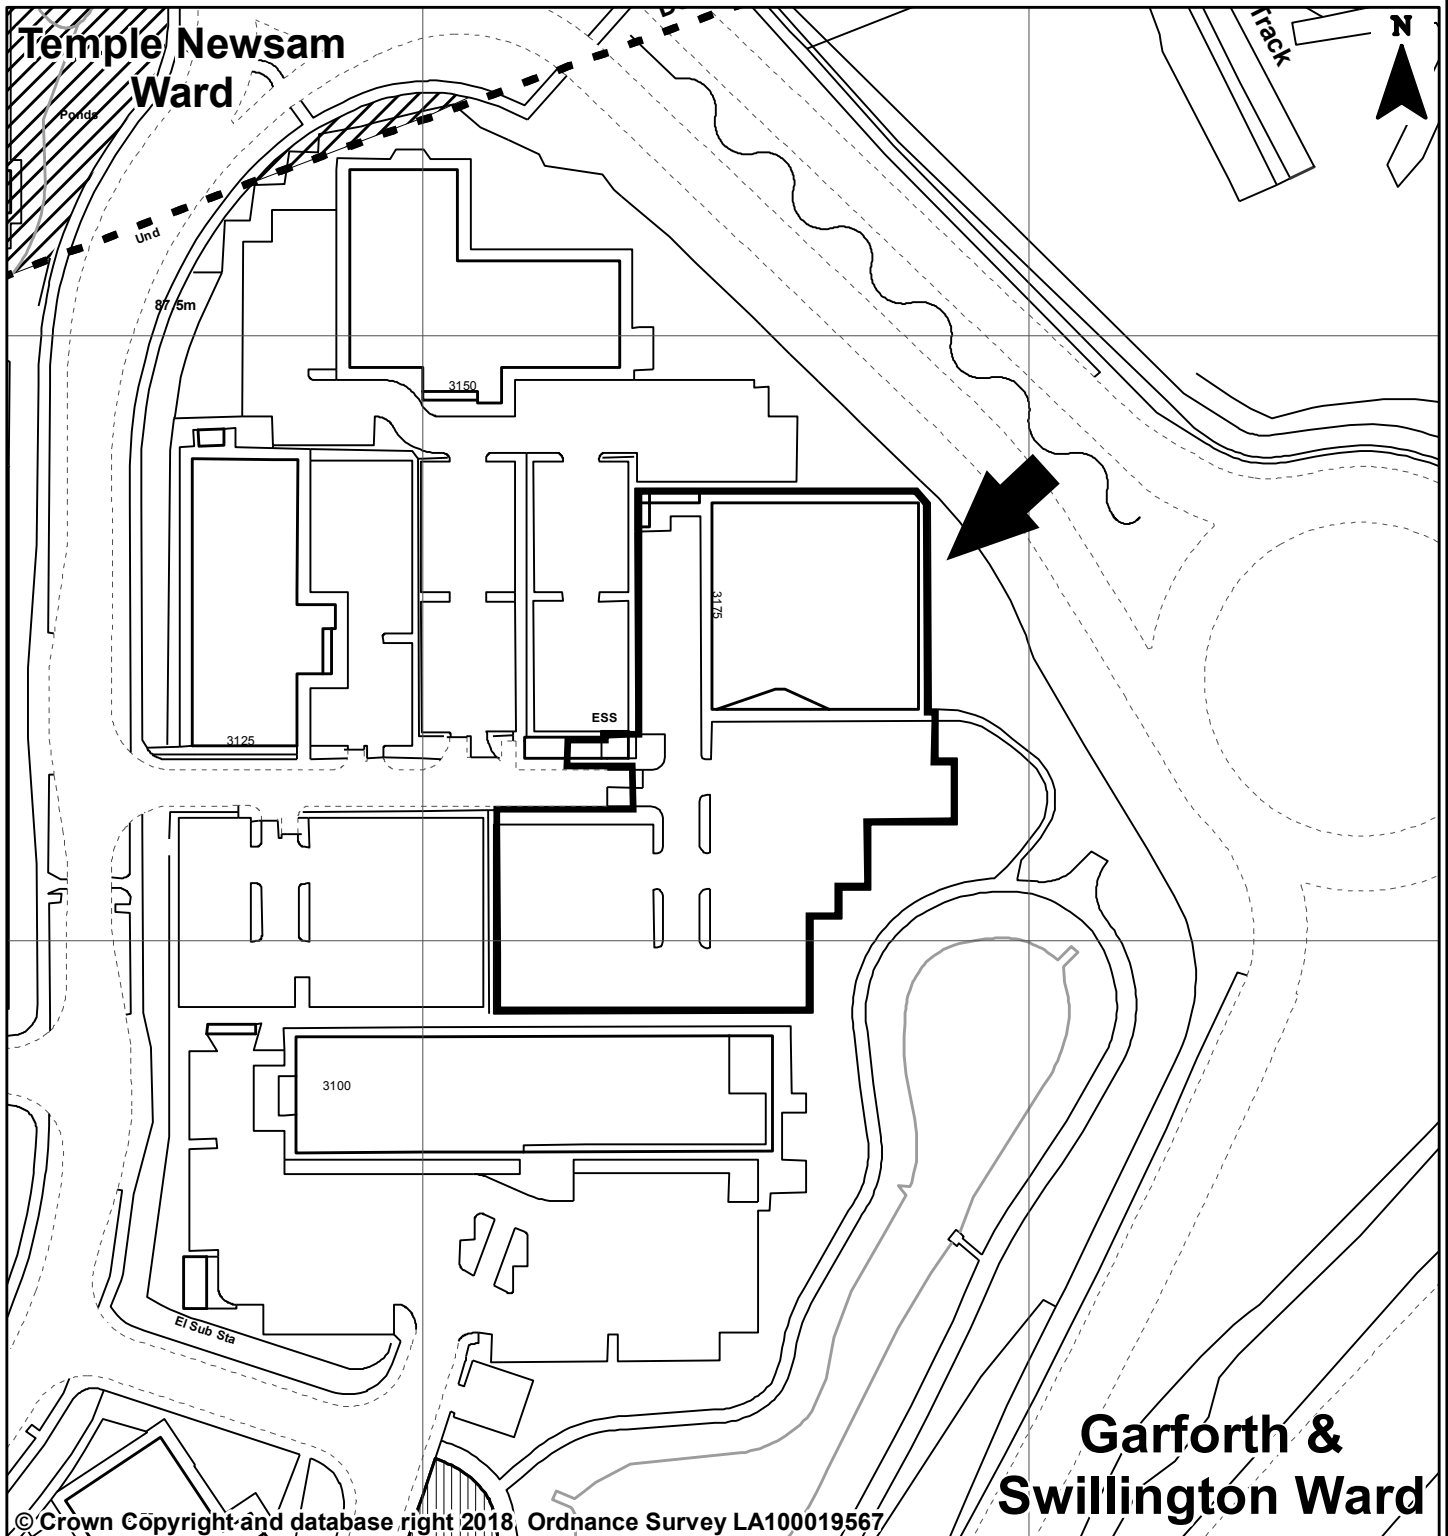 Temple Newsam
Ward
Track
N
Ponds
Und
87.5m
3150
3175
ESS
3125
3100
El Sub Sta
Garforth &
Swillington Ward
© Crown Copyright and database right 2018 Ordnance Survey LA100019567